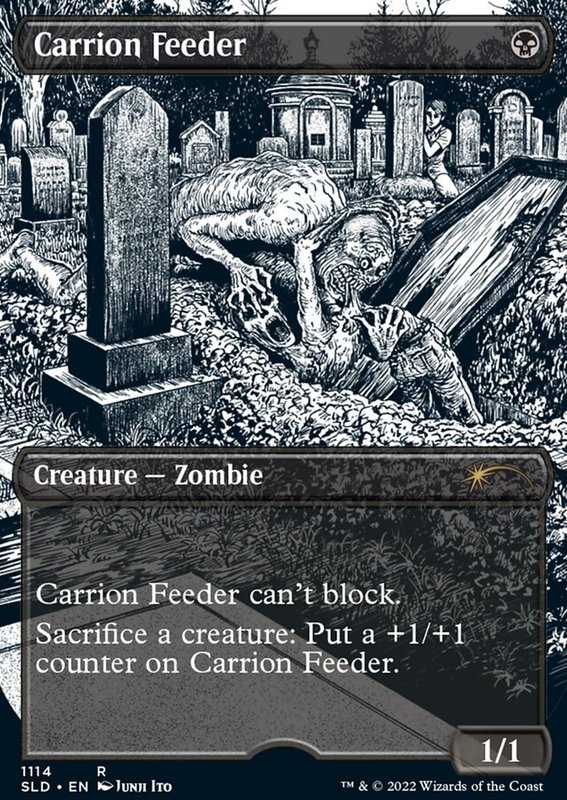 Carrion Feeder
Creature — Zombie
Carrion Feeder can't block.
Sacrifice a creature: Put a +1/+1
counter on Carrion Feeder.
1/1
1114 R
SLD • EN Junji Ito
™ & © 2022 Wizards of the Coast